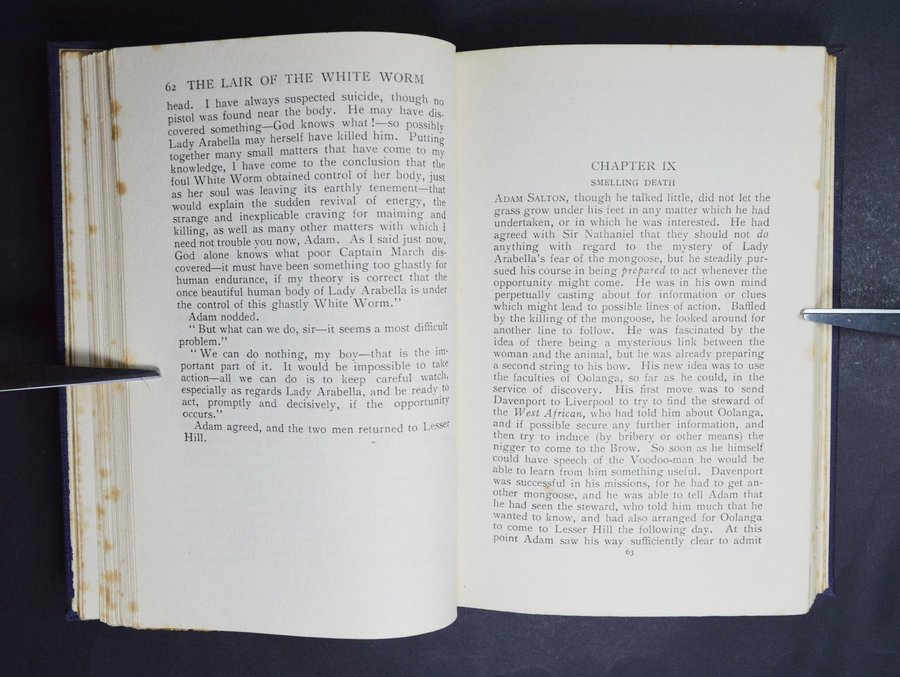 62 THE LAIR OF THE WHITE WORM
head. I have always suspected suicide, though no
pistol was found near the body. He may have dis-
covered something—God knows what!—so possibly
Lady Arabella may herself have killed him. Putting
together many small matters that have come to my
knowledge, I have come to the conclusion that the
foul White Worm obtained control of her body, just
as her soul was leaving its earthly tenement—that
would explain the sudden revival of energy, the
strange and inexplicable craving for maiming and
killing, as well as many other matters with which I
need not trouble you now, Adam. As I said just now,
God alone knows what poor Captain March dis-
covered—it must have been something too ghastly for
human endurance, if my theory is correct that the
once beautiful human body of Lady Arabella is under
the control of this ghastly White Worm."
Adam nodded.
"But what can we do, sir—it seems a most difficult
problem."
"We can do nothing, my boy—that is the im-
portant part of it. It would be impossible to take
action—all we can do is to keep careful watch,
especially as regards Lady Arabella, and be ready to
act, promptly and decisively, if the opportunity
occurs."
Adam agreed, and the two men returned to Lesser
Hill.
CHAPTER IX
SMELLING DEATH
ADAM SALTON, though he talked little, did not let the
grass grow under his feet in any matter which he had
undertaken, or in which he was interested. He had
agreed with Sir Nathaniel that they should not do
anything with regard to the mystery of Lady
Arabella's fear of the mongoose, but he steadily pur-
sued his course in being prepared to act whenever the
opportunity might come. He was in his own mind
perpetually casting about for information or clues
which might lead to possible lines of action. Baffled
by the killing of the mongoose, he looked around for
another line to follow. He was fascinated by the
idea of there being a mysterious link between the
woman and the animal, but he was already preparing
a second string to his bow. His new idea was to use
the faculties of Oolanga, so far as he could, in the
service of discovery. His first move was to send
Davenport to Liverpool to try to find the steward of
the West African, who had told him about Oolanga,
and if possible secure any further information, and
then try to induce (by bribery or other means) the
nigger to come to the Brow. So soon as he himself
could have speech of the Voodoo-man he would be
able to learn from him something useful. Davenport
was successful in his missions, for he had to get an-
other mongoose, and he was able to tell Adam that
he had seen the steward, who told him much that he
wanted to know, and had also arranged for Oolanga
to come to Lesser Hill the following day. At this
point Adam saw his way sufficiently clear to admit
63